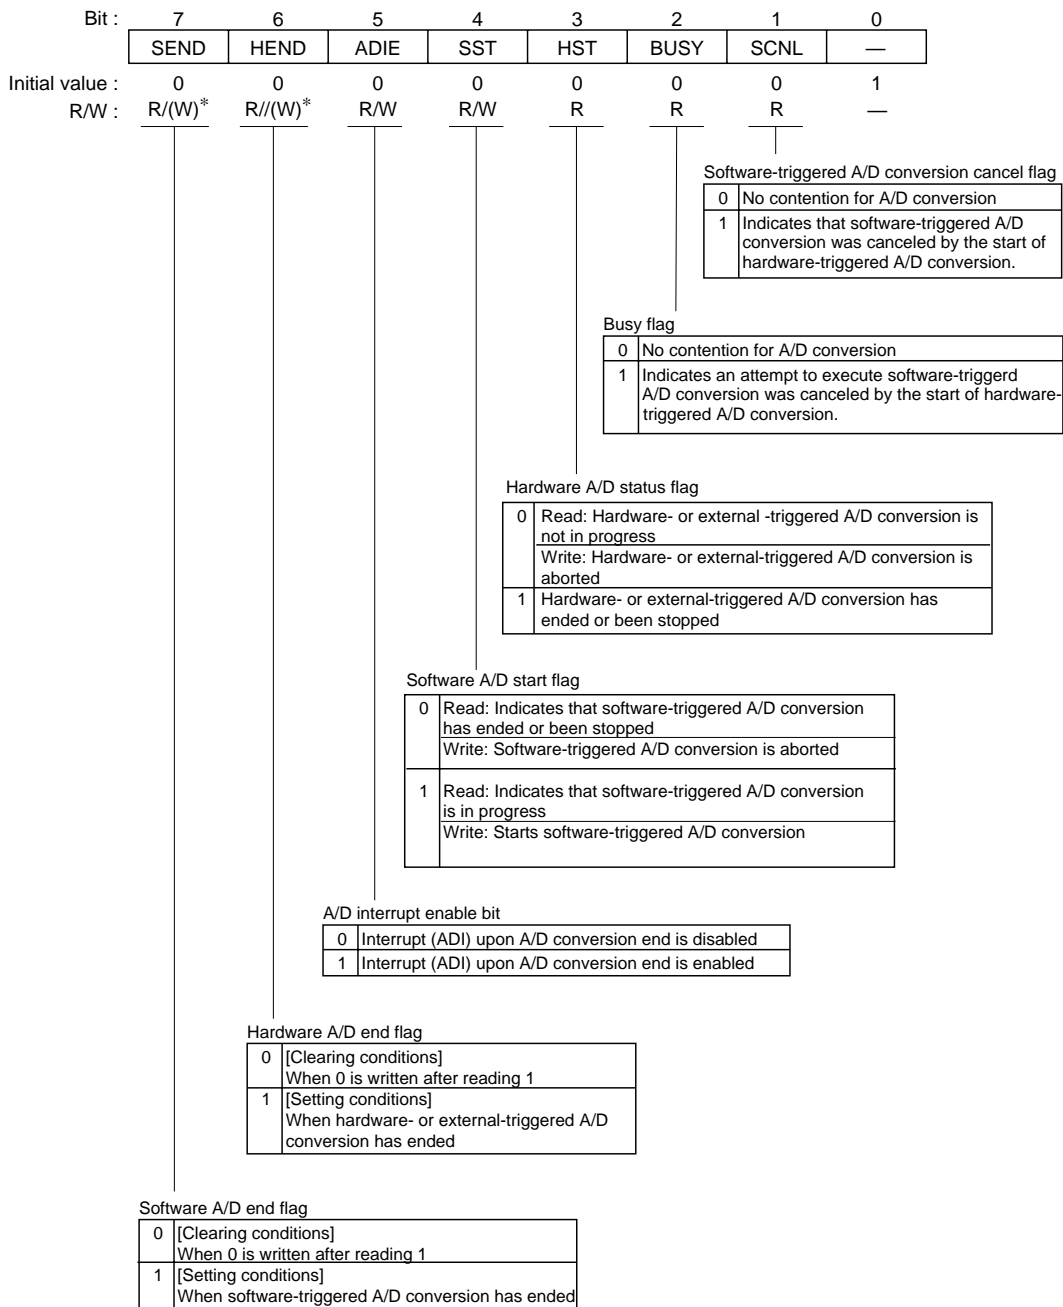 Bit : 7 6 5 4 3 2 1 0
SEND HEND ADIE SST HST BUSY SCNL —
Initial value : 0 0 0 0 0 0 0 1
R/W : R/(W)* R//(W)* R/W R/W R R R —
Software-triggered A/D conversion cancel flag
0 No contention for A/D conversion
1 Indicates that software-triggered A/D
conversion was canceled by the start of
hardware-triggered A/D conversion.
Busy flag
0 No contention for A/D conversion
1 Indicates an attempt to execute software-triggerd
A/D conversion was canceled by the start of hardware-
triggered A/D conversion.
Hardware A/D status flag
0 Read: Hardware- or external -triggered A/D conversion is
not in progress
Write: Hardware- or external-triggered A/D conversion is
aborted
1 Hardware- or external-triggered A/D conversion has
ended or been stopped
Software A/D start flag
0 Read: Indicates that software-triggered A/D conversion
has ended or been stopped
Write: Software-triggered A/D conversion is aborted
1 Read: Indicates that software-triggered A/D conversion
is in progress
Write: Starts software-triggered A/D conversion
A/D interrupt enable bit
0 Interrupt (ADI) upon A/D conversion end is disabled
1 Interrupt (ADI) upon A/D conversion end is enabled
Hardware A/D end flag
0 [Clearing conditions]
When 0 is written after reading 1
1 [Setting conditions]
When hardware- or external-triggered A/D
conversion has ended
Software A/D end flag
0 [Clearing conditions]
When 0 is written after reading 1
1 [Setting conditions]
When software-triggered A/D conversion has ended